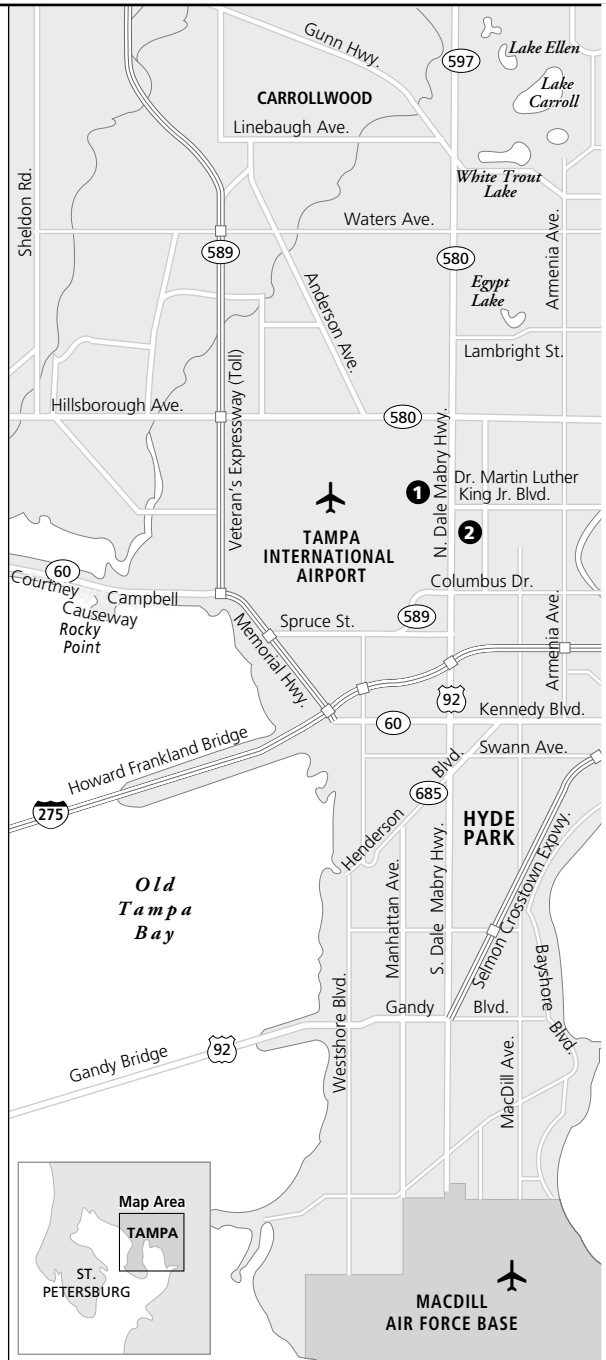 Gunn Hwy.
597
Lake Ellen
Lake
Carroll
CARROLLWOOD
Linebaugh Ave.
Sheldon Rd.
White Trout
Lake
Waters Ave.
Armenia Ave.
589
580
Anderson Ave.
Egypt
Lake
Lambright St.
Veteran's Expressway (Toll)
Hillsborough Ave.
580
N. Dale Mabry Hwy.
1
Dr. Martin Luther
King Jr. Blvd.
2
TAMPA
INTERNATIONAL
AIRPORT
60
Courtney
Campbell
Causeway
Rocky
Point
Columbus Dr.
589
Spruce St.
Memorial Hwy.
Armenia Ave.
92
60
Kennedy Blvd.
Howard Frankland Bridge
Swann Ave.
Henderson Blvd.
685
275
HYDE
PARK
Old
Tampa
Bay
Manhattan Ave.
S. Dale Mabry Hwy.
Selmon Crosstown Expwy.
Bayshore Blvd.
Westshore Blvd.
Gandy Blvd.
92
Gandy Bridge
MacDill Ave.
Map Area
TAMPA
ST.
PETERSBURG
MACDILL
AIR FORCE BASE